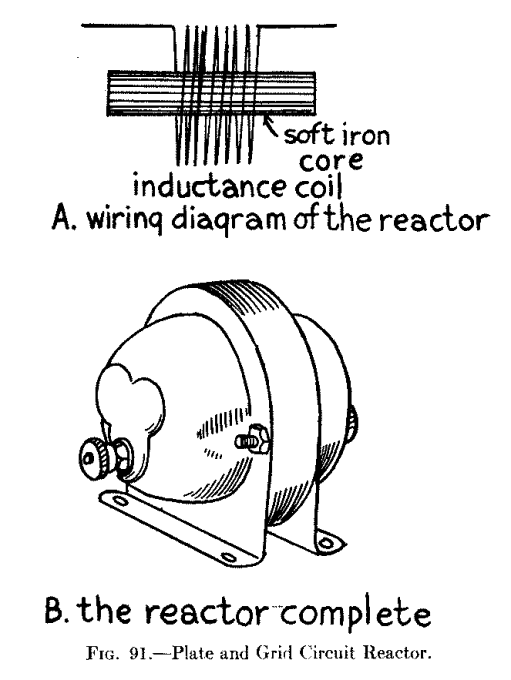 soft iron
core
inductance coil
A. wiring diagram of the reactor
B. the reactor complete
FIG. 91.—Plate and Grid Circuit Reactor.